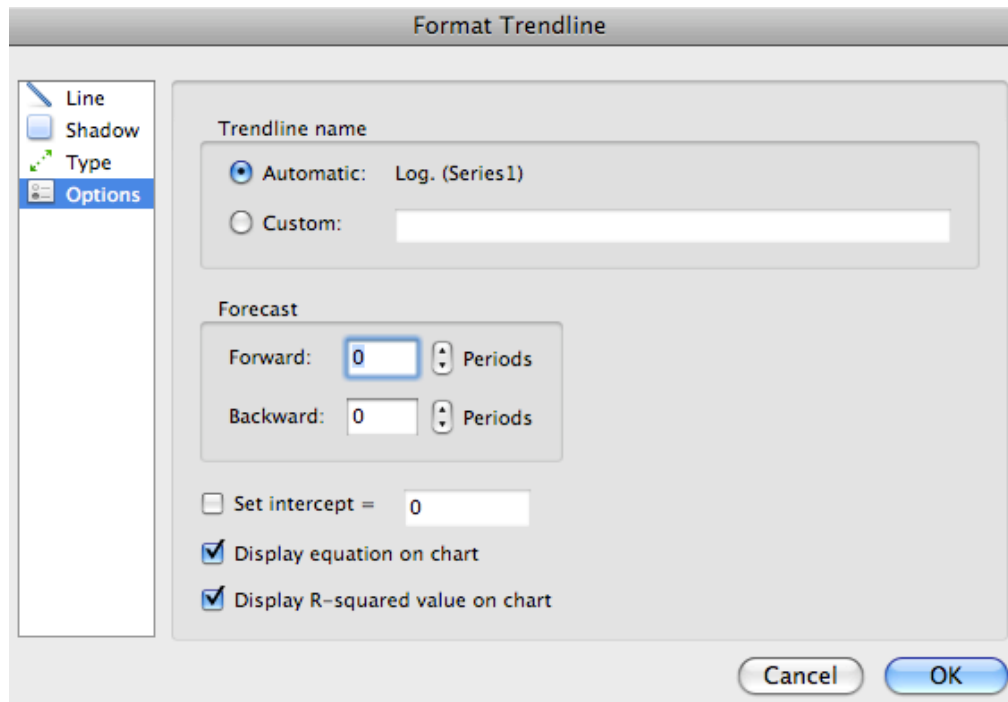 Format Trendline
Line
Shadow
Type
Options
Trendline name
Automatic: Log. (Series1)
Custom:
Forecast
Forward: 0 Periods
Backward: 0 Periods
Set intercept = 0
Display equation on chart
Display R-squared value on chart
Cancel OK